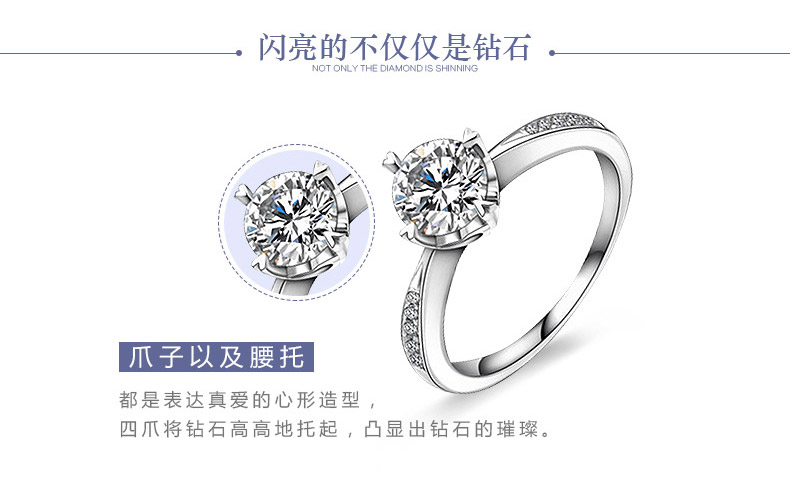 闪亮的不仅仅是钻石
NOT ONLY THE DIAMOND IS SHINNING
爪子以及腰托
都是表达真爱的心形造型，
四爪将钻石高高地托起，凸显出钻石的璀璨。